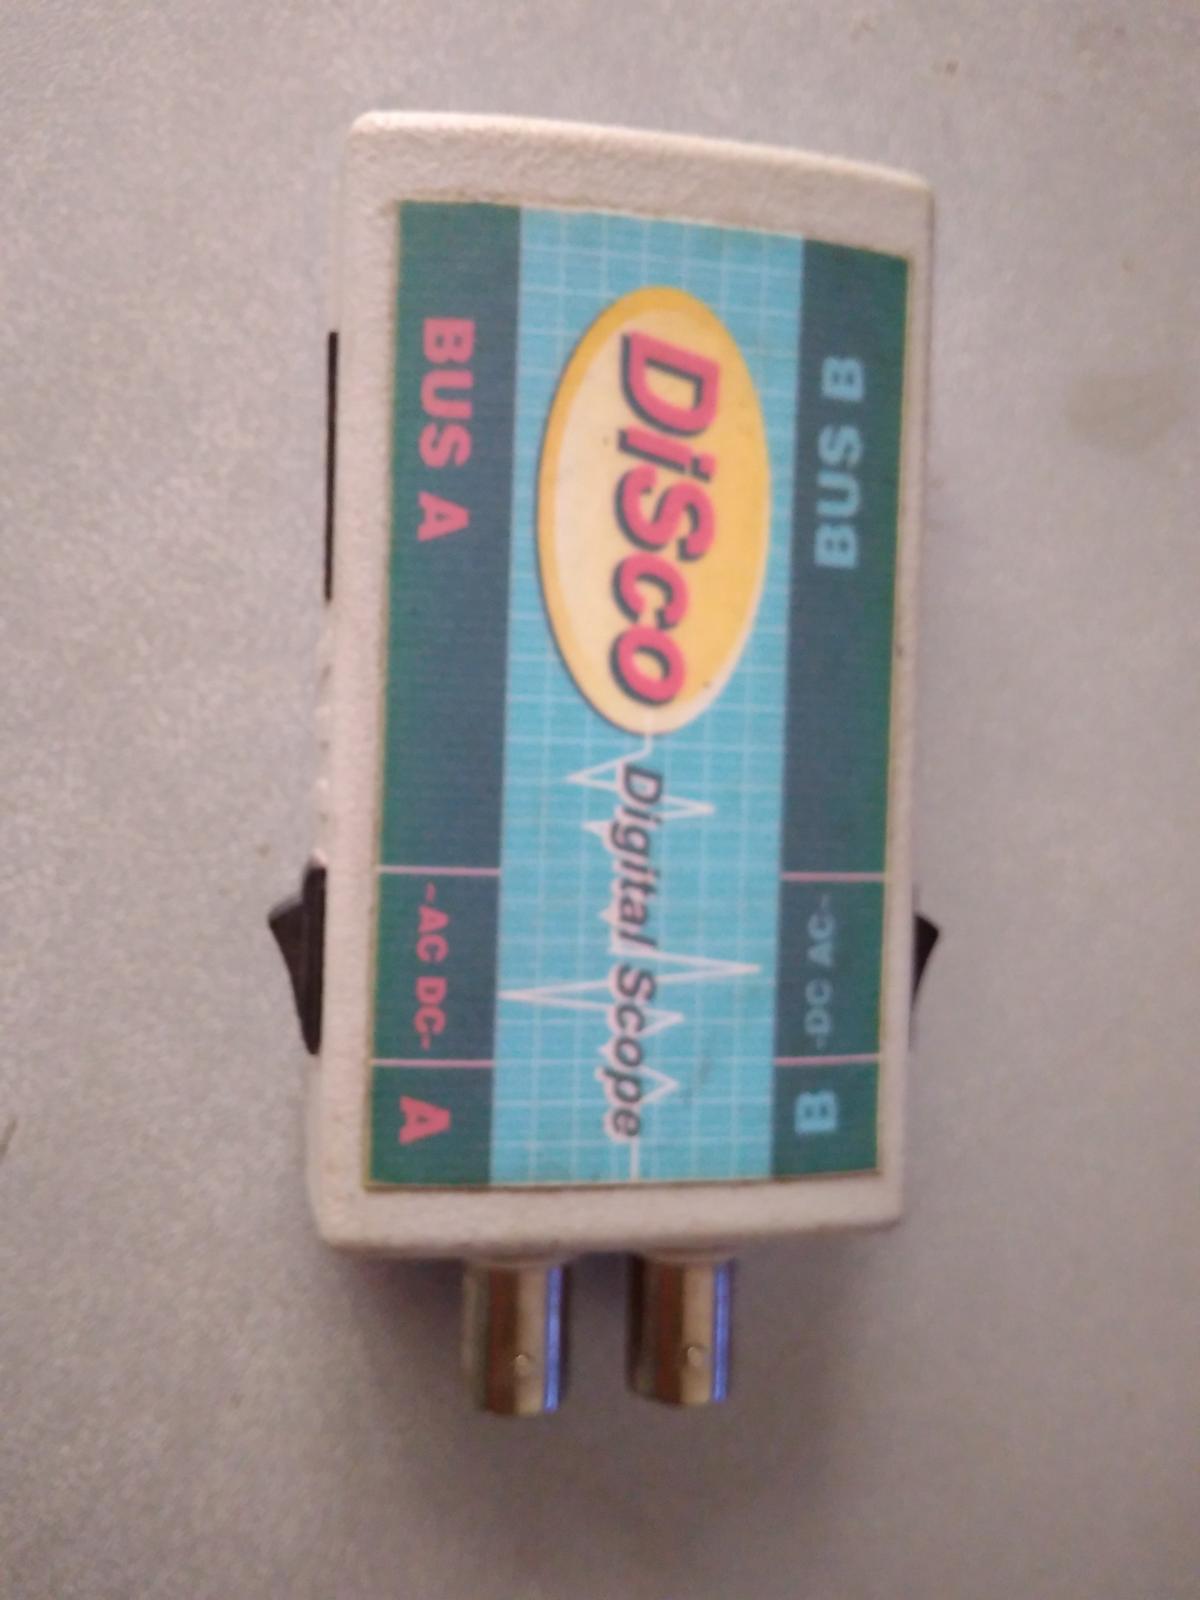 BUS B
-DC AC~
B
DiSco
Digital Scope
BUS A
~AC DC-
A